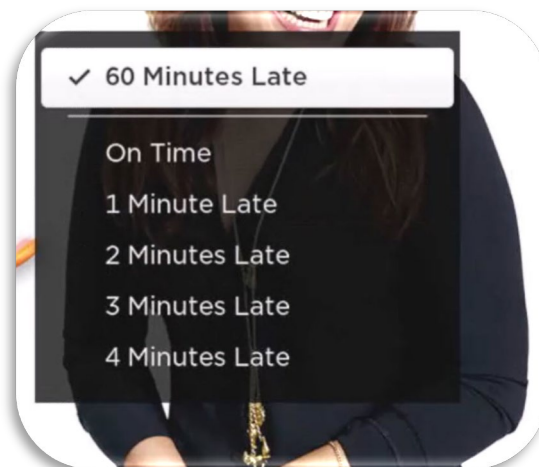 60 Minutes Late
On Time
1 Minute Late
2 Minutes Late
3 Minutes Late
4 Minutes Late